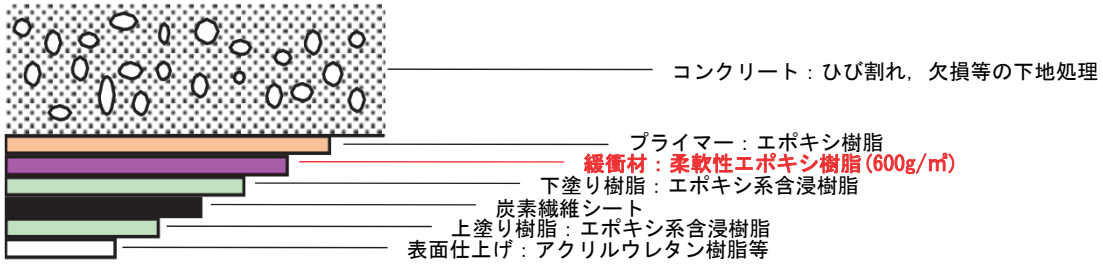 コンクリート：ひび割れ，欠損等の下地処理
プライマー：エポキシ樹脂
緩衝材：柔軟性エポキシ樹脂(600g/㎡)
下塗り樹脂：エポキシ系含浸樹脂
炭素繊維シート
上塗り樹脂：エポキシ系含浸樹脂
表面仕上げ：アクリルウレタン樹脂等